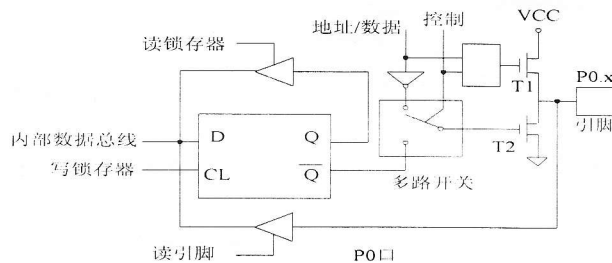 地址/数据
控制
VCC
读锁存器
T1
P0.x
引脚
T2
内部数据总线
D
Q
写锁存器
CL
Q
多路开关
读引脚
P0口